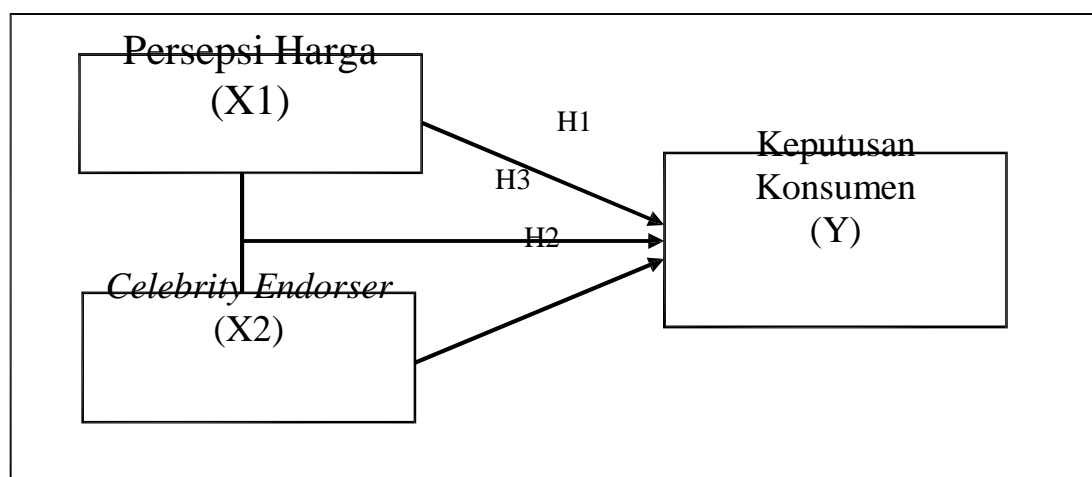 Persepsi Harga
(X1)
H1
H3
H2
Keputusan
Konsumen
(Y)
Celebrity Endorser
(X2)